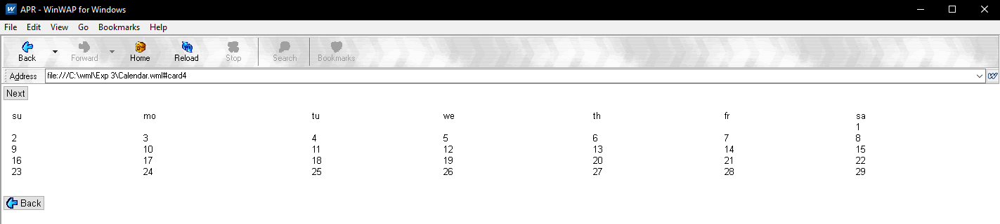 APR - WinWAP for Windows
File Edit View Go Bookmarks Help
Back Forward Home Reload Stop Search Bookmarks
Address file:///C:\wml\Exp 3\Calendar.wml#card4
Next
su mo tu we th fr sa
1
2 3 4 5 6 7 8
9 10 11 12 13 14 15
16 17 18 19 20 21 22
23 24 25 26 27 28 29
Back